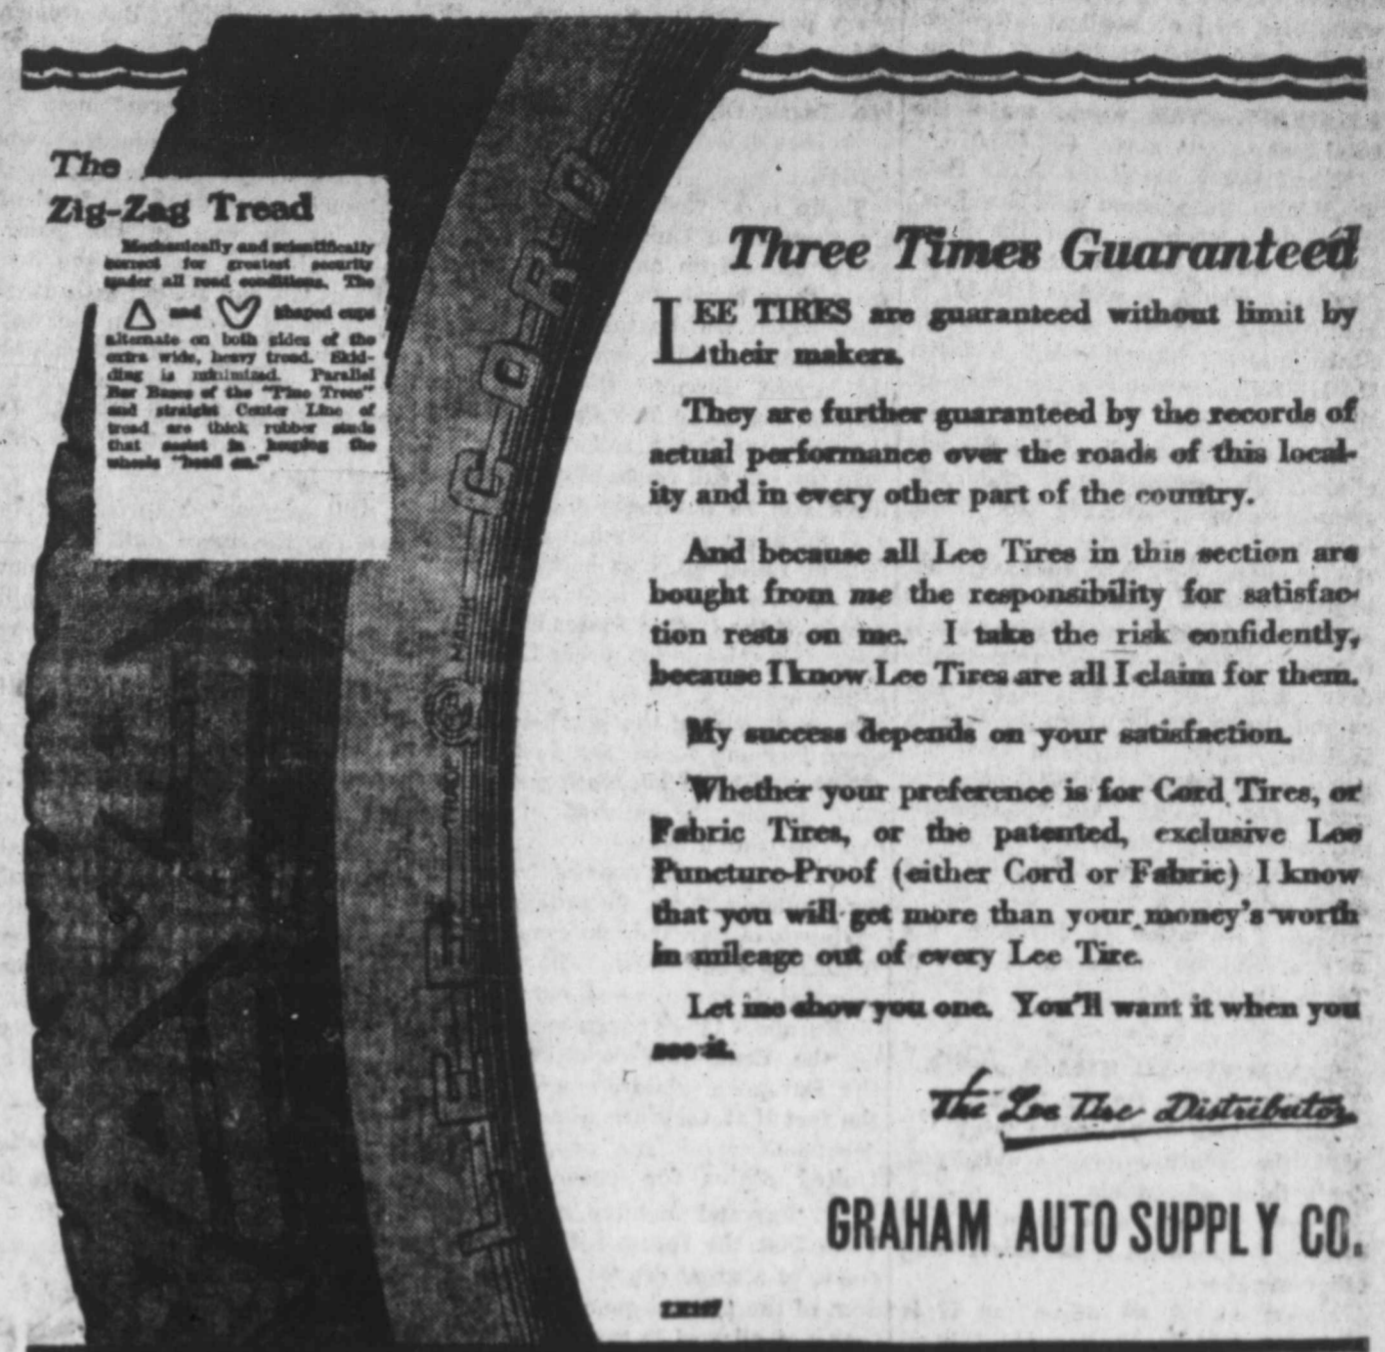 The
Zig-Zag Tread
Mechanically and scientifically
correct for greatest security
under all road conditions. The
and shaped cups
alternate on both sides of the
extra wide, heavy tread. Skid-
ding is minimized. Parallel
Bar Bases of the "Pine Trees"
and straight Center Line of
tread are thick rubber studs
that assist in keeping the
wheels "head on."
LEE CORD
TRADE MARK
Three Times Guaranteed
LEE TIRES are guaranteed without limit by
their makers.
They are further guaranteed by the records of
actual performance over the roads of this local-
ity and in every other part of the country.
And because all Lee Tires in this section are
bought from me the responsibility for satisfac-
tion rests on me. I take the risk confidently,
because I know Lee Tires are all I claim for them.
My success depends on your satisfaction.
Whether your preference is for Cord Tires, or
Fabric Tires, or the patented, exclusive Lee
Puncture-Proof (either Cord or Fabric) I know
that you will get more than your money's worth
in mileage out of every Lee Tire.
Let me show you one. You'll want it when you
see it.
The Lee Tire Distributor
GRAHAM AUTO SUPPLY CO.